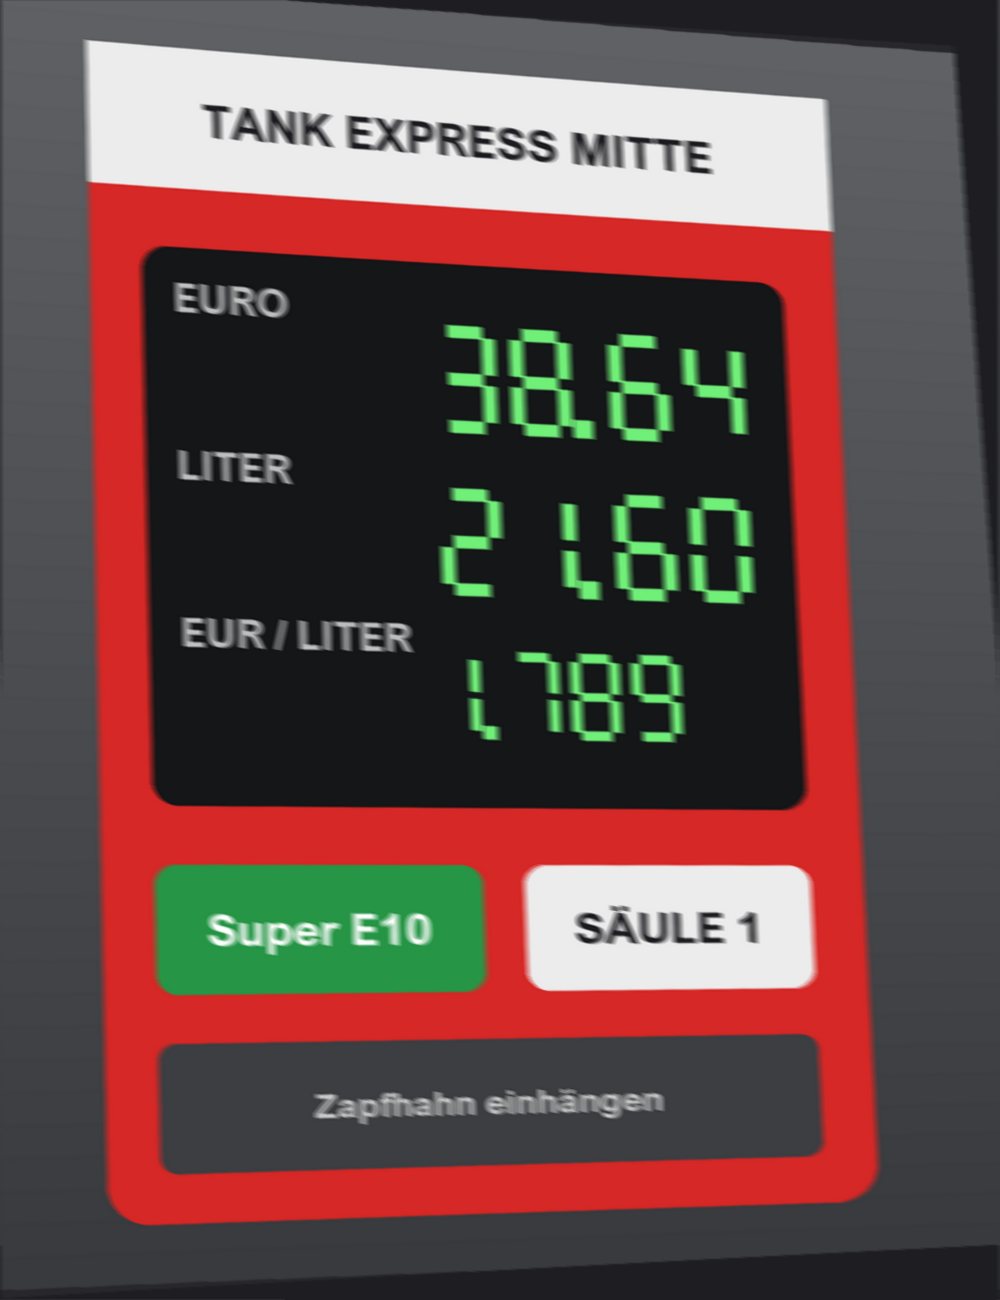 TANK EXPRESS MITTE
EURO
38.64
LITER
21.60
EUR / LITER
1.789
Super E10
SÄULE 1
Zapfhahn einhängen